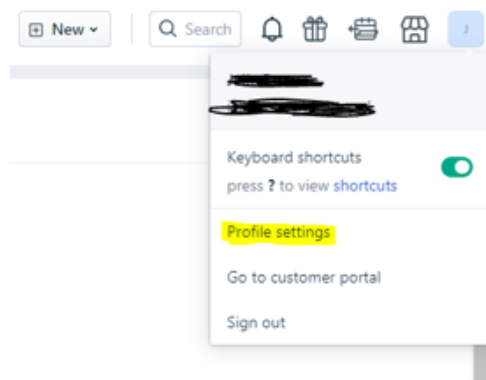 New
Search
J
Keyboard shortcuts
press ? to view shortcuts
Profile settings
Go to customer portal
Sign out